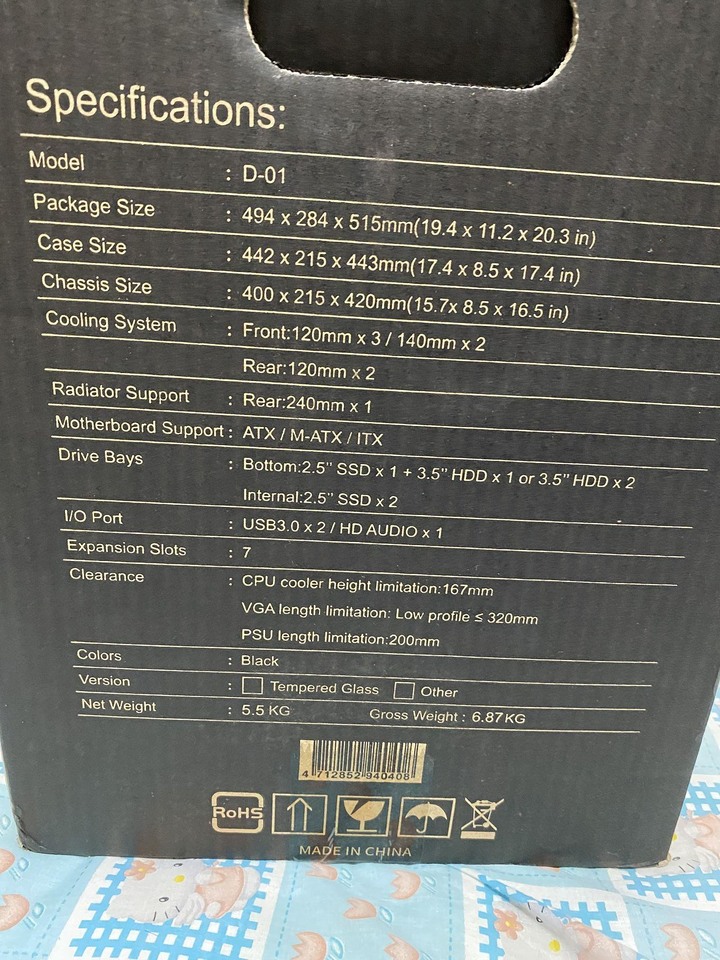 Specifications:
Model : D-01
Package Size : 494 x 284 x 515mm(19.4 x 11.2 x 20.3 in)
Case Size : 442 x 215 x 443mm(17.4 x 8.5 x 17.4 in)
Chassis Size : 400 x 215 x 420mm(15.7x 8.5 x 16.5 in)
Cooling System : Front:120mm x 3 / 140mm x 2
Rear:120mm x 2
Radiator Support : Rear:240mm x 1
Motherboard Support : ATX / M-ATX / ITX
Drive Bays : Bottom:2.5" SSD x 1 + 3.5" HDD x 1 or 3.5" HDD x 2
Internal:2.5" SSD x 2
I/O Port : USB3.0 x 2 / HD AUDIO x 1
Expansion Slots : 7
Clearance : CPU cooler height limitation:167mm
VGA length limitation: Low profile ≤ 320mm
PSU length limitation:200mm
Colors : Black
Version : Tempered Glass Other
Net Weight : 5.5 KG Gross Weight : 6.87KG
4 712852 940408
RoHS
MADE IN CHINA